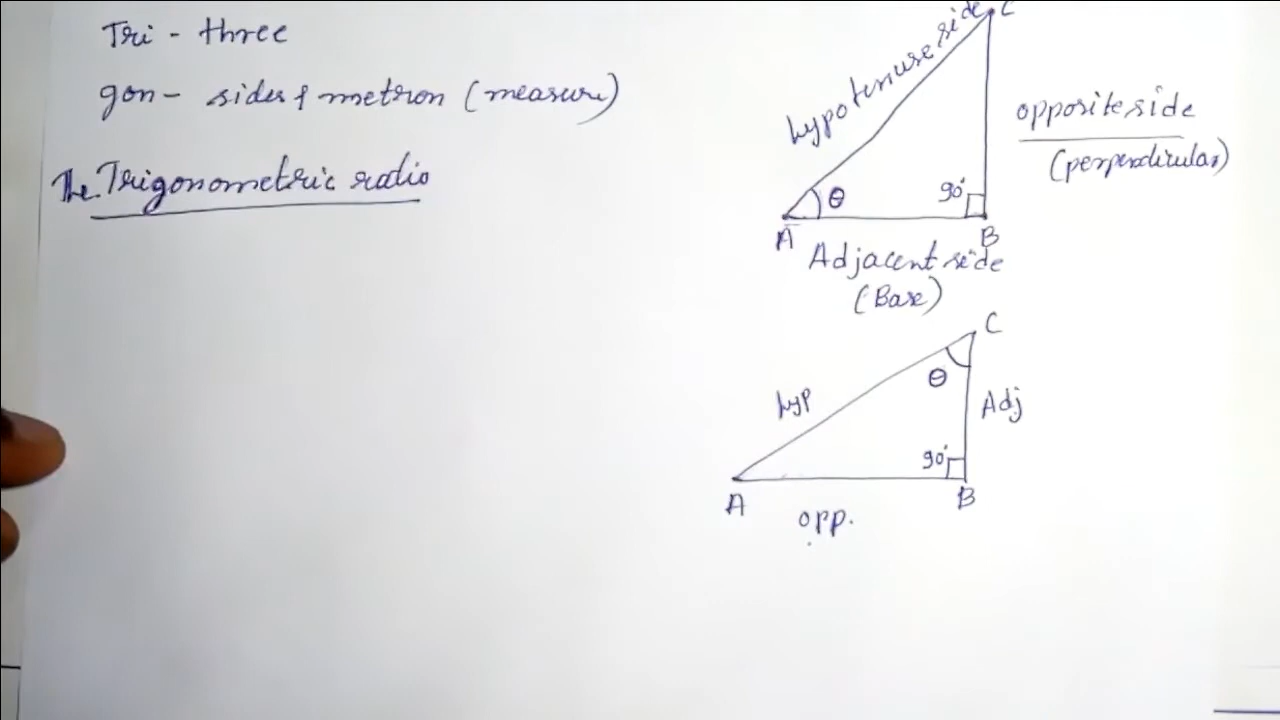 Tri - three
gon - sides & metron (measure)
The Trigonometric ratio
hypotenuse side
C
opposite side
(perpendicular)
θ
90°
A
B
Adjacent side
(Base)
C
θ
hyp
Adj
90°
A
B
opp.